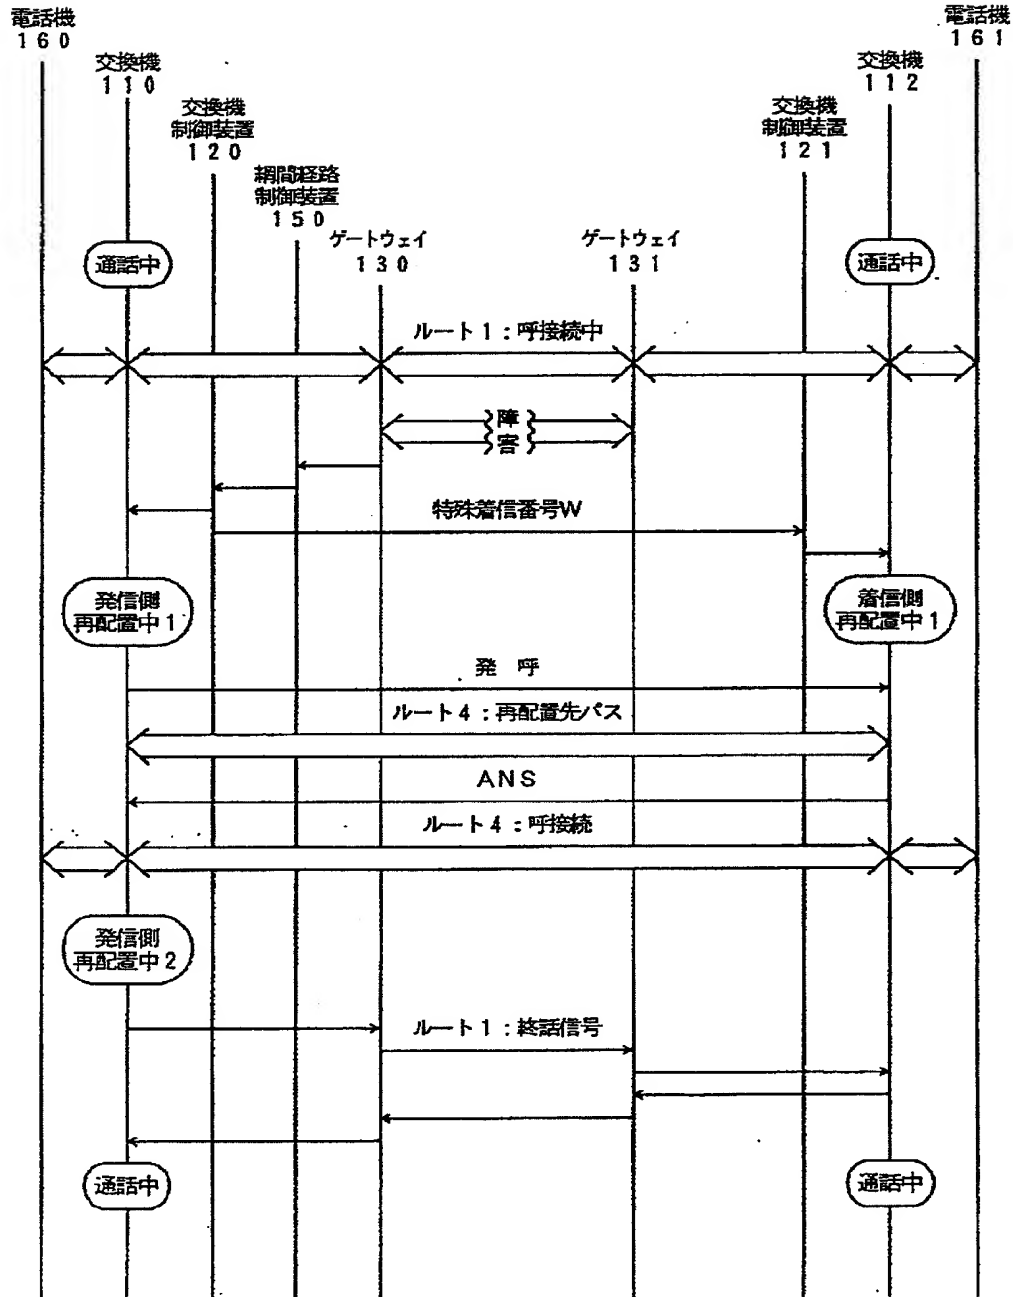 電話機
160
電話機
161
交換機
110
交換機
112
交換機
制御装置
120
交換機
制御装置
121
網間経路
制御装置
150
ゲートウェイ
130
ゲートウェイ
131
通話中
通話中
ルート1：呼接続中
障
害
特殊着信番号W
発信側
再配置中1
着信側
再配置中1
発 呼
ルート4：再配置先パス
ANS
ルート4：呼接続
発信側
再配置中2
ルート1：終話信号
通話中
通話中